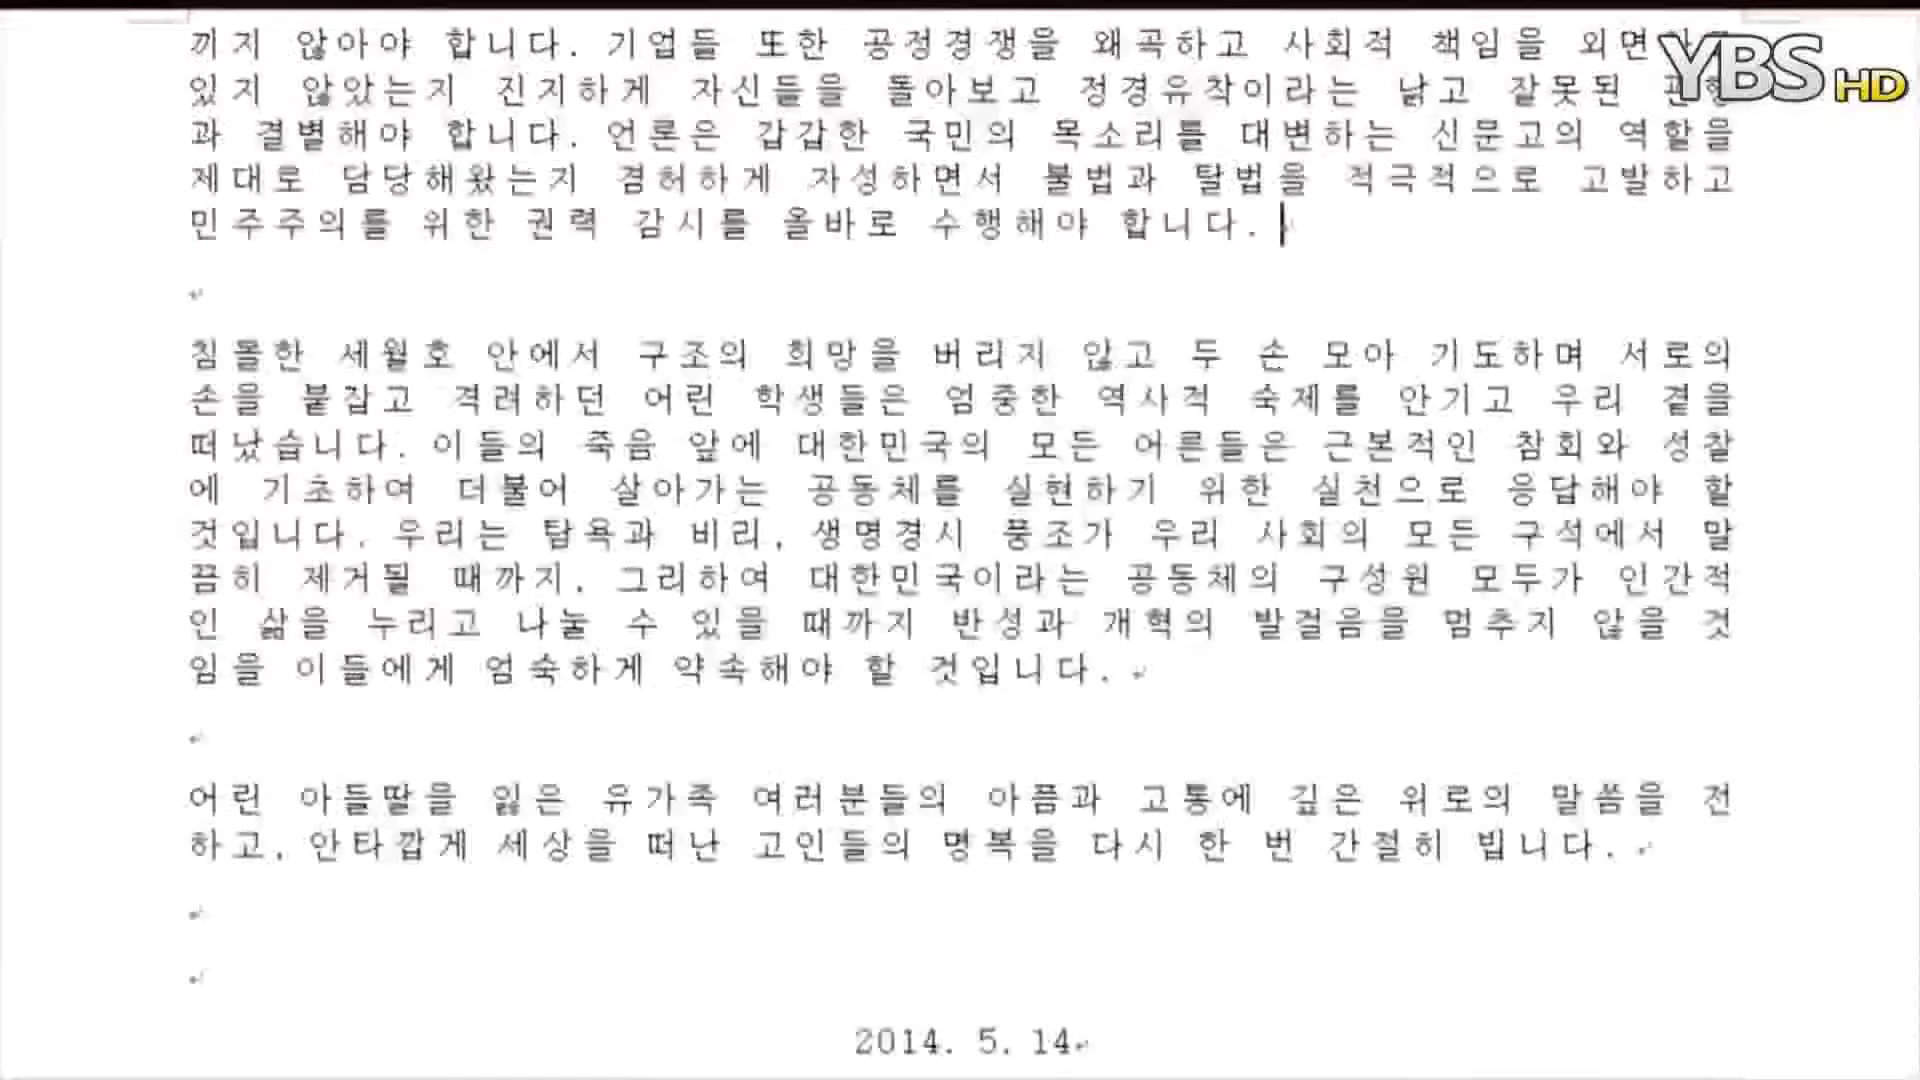 끼지 않아야 합니다. 기업들 또한 공정경쟁을 왜곡하고 사회적 책임을 외면
YBS HD
있지 않았는지 진지하게 자신들을 돌아보고 정경유착이라는 낡고 잘못된
과 결별해야 합니다. 언론은 갑갑한 국민의 목소리를 대변하는 신문고의 역할을
제대로 담당해왔는지 겸허하게 자성하면서 불법과 탈법을 적극적으로 고발하고
민주주의를 위한 권력 감시를 올바로 수행해야 합니다.
침몰한 세월호 안에서 구조의 희망을 버리지 않고 두 손 모아 기도하며 서로의
손을 붙잡고 격려하던 어린 학생들은 엄중한 역사적 숙제를 안기고 우리 곁을
떠났습니다. 이들의 죽음 앞에 대한민국의 모든 어른들은 근본적인 참회와 성찰
에 기초하여 더불어 살아가는 공동체를 실현하기 위한 실천으로 응답해야 할
것입니다. 우리는 탐욕과 비리, 생명경시 풍조가 우리 사회의 모든 구석에서 말
끔히 제거될 때까지, 그리하여 대한민국이라는 공동체의 구성원 모두가 인간적
인 삶을 누리고 나눌 수 있을 때까지 반성과 개혁의 발걸음을 멈추지 않을 것
임을 이들에게 엄숙하게 약속해야 할 것입니다.
어린 아들딸을 잃은 유가족 여러분들의 아픔과 고통에 깊은 위로의 말씀을 전
하고, 안타깝게 세상을 떠난 고인들의 명복을 다시 한 번 간절히 빕니다.
2014. 5. 14